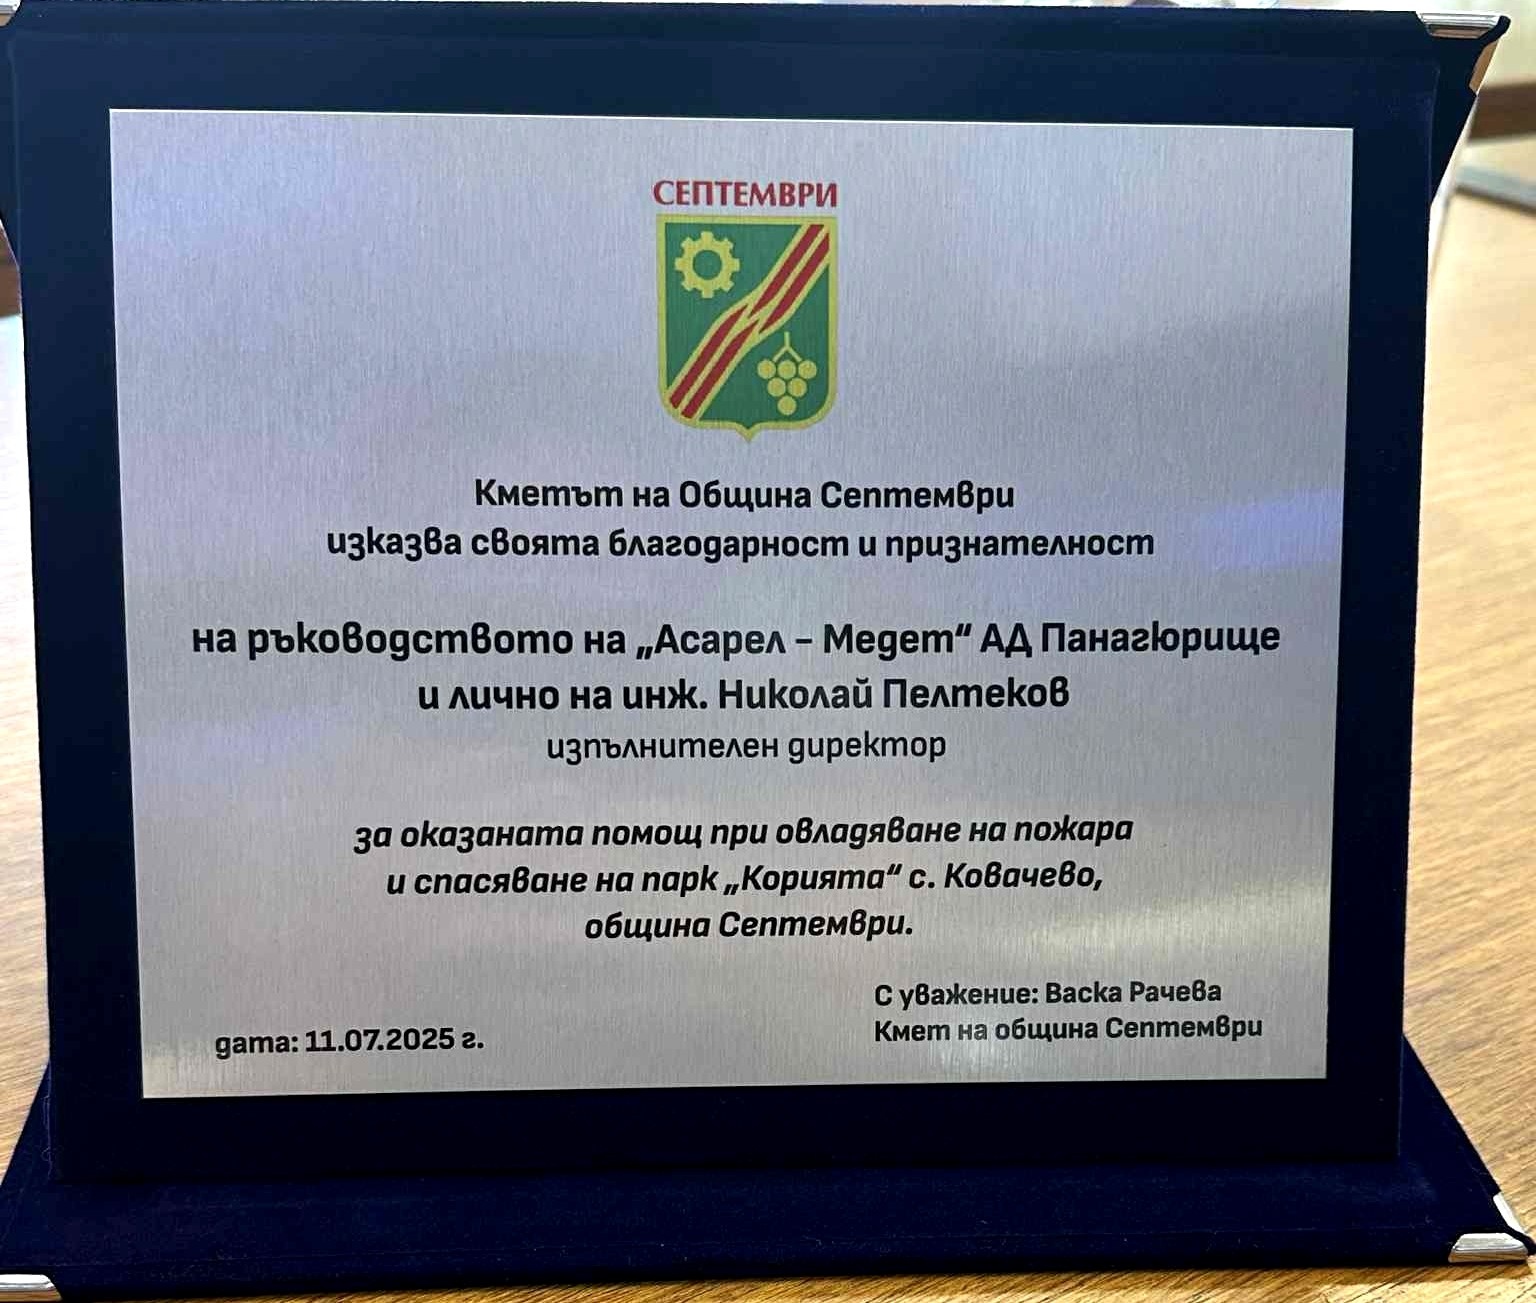 СЕПТЕМВРИ
Кметът на Община Септември
изказва своята благодарност и признателност
на ръководството на „Асарел – Медет“ АД Панагюрище
и лично на инж. Николай Пелтеков
изпълнителен директор
за оказаната помощ при овладяване на пожара
и спасяване на парк „Корията“ с. Ковачево,
община Септември.
С уважение: Васка Рачева
Кмет на община Септември
дата: 11.07.2025 г.